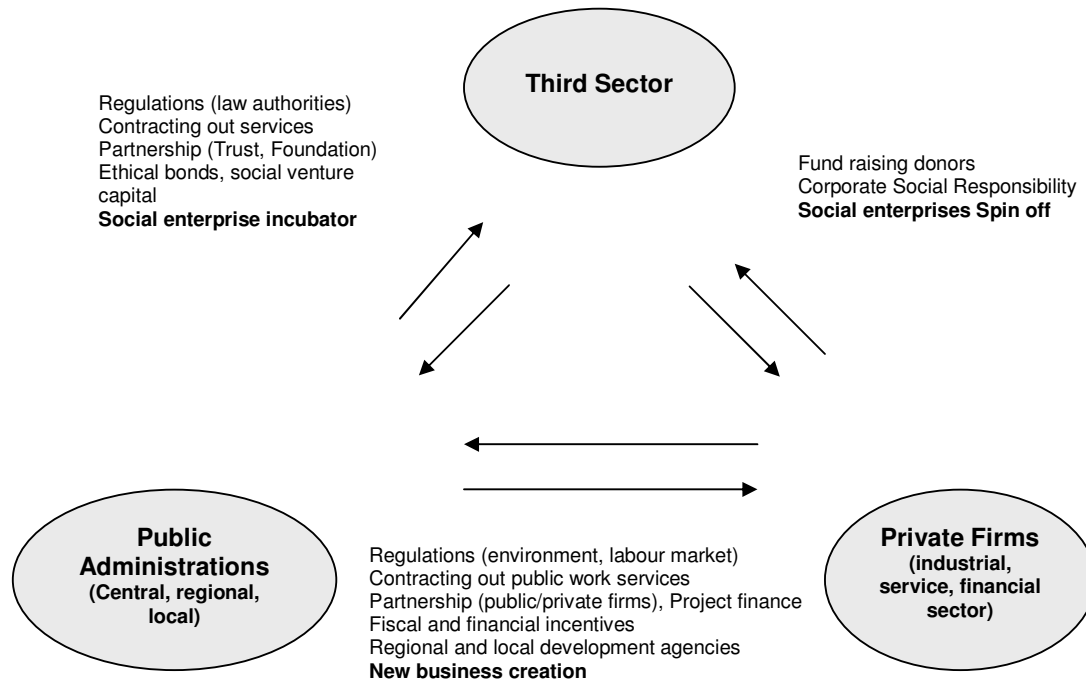 Third Sector
Regulations (law authorities)
Contracting out services
Partnership (Trust, Foundation)
Ethical bonds, social venture
capital
Social enterprise incubator
Fund raising donors
Corporate Social Responsibility
Social enterprises Spin off
Public
Administrations
(Central, regional,
local)
Regulations (environment, labour market)
Contracting out public work services
Partnership (public/private firms), Project finance
Fiscal and financial incentives
Regional and local development agencies
New business creation
Private Firms
(industrial,
service, financial
sector)